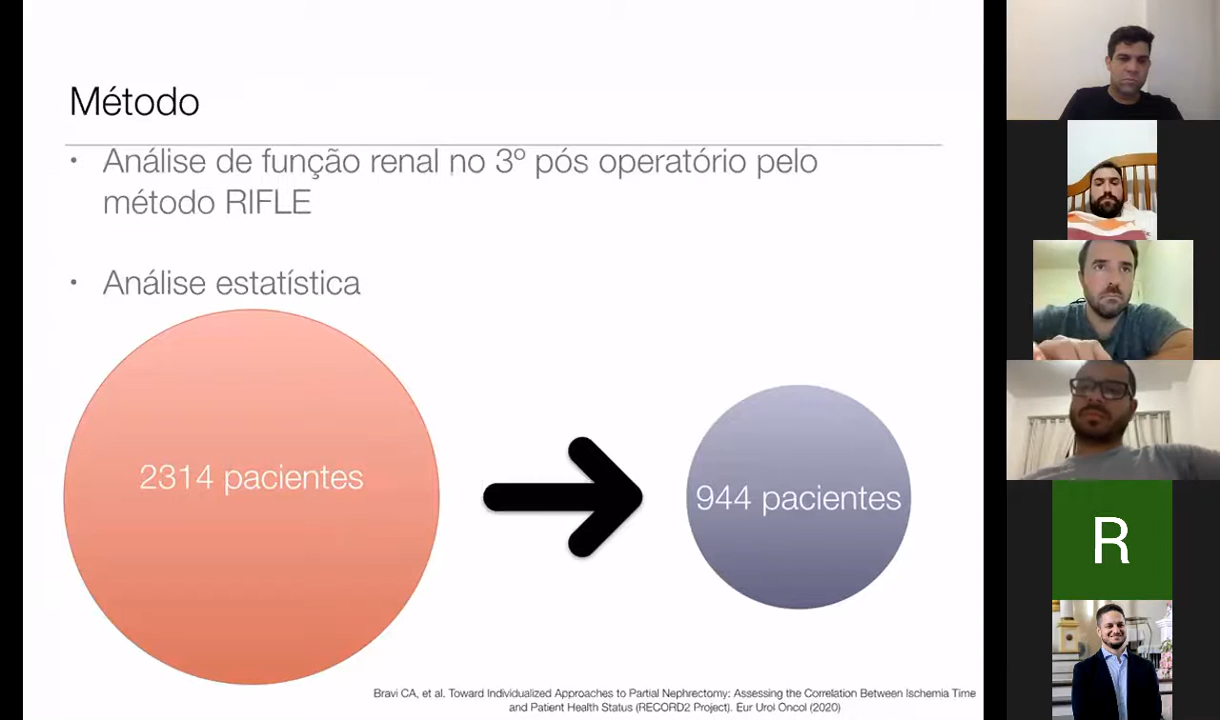 Método
• Análise de função renal no 3º pós operatório pelo
método RIFLE
• Análise estatística
2314 pacientes
944 pacientes
Bravi CA, et al. Toward Individualized Approaches to Partial Nephrectomy: Assessing the Correlation Between Ischemia Time
and Patient Health Status (RECORD2 Project). Eur Urol Oncol (2020)
R